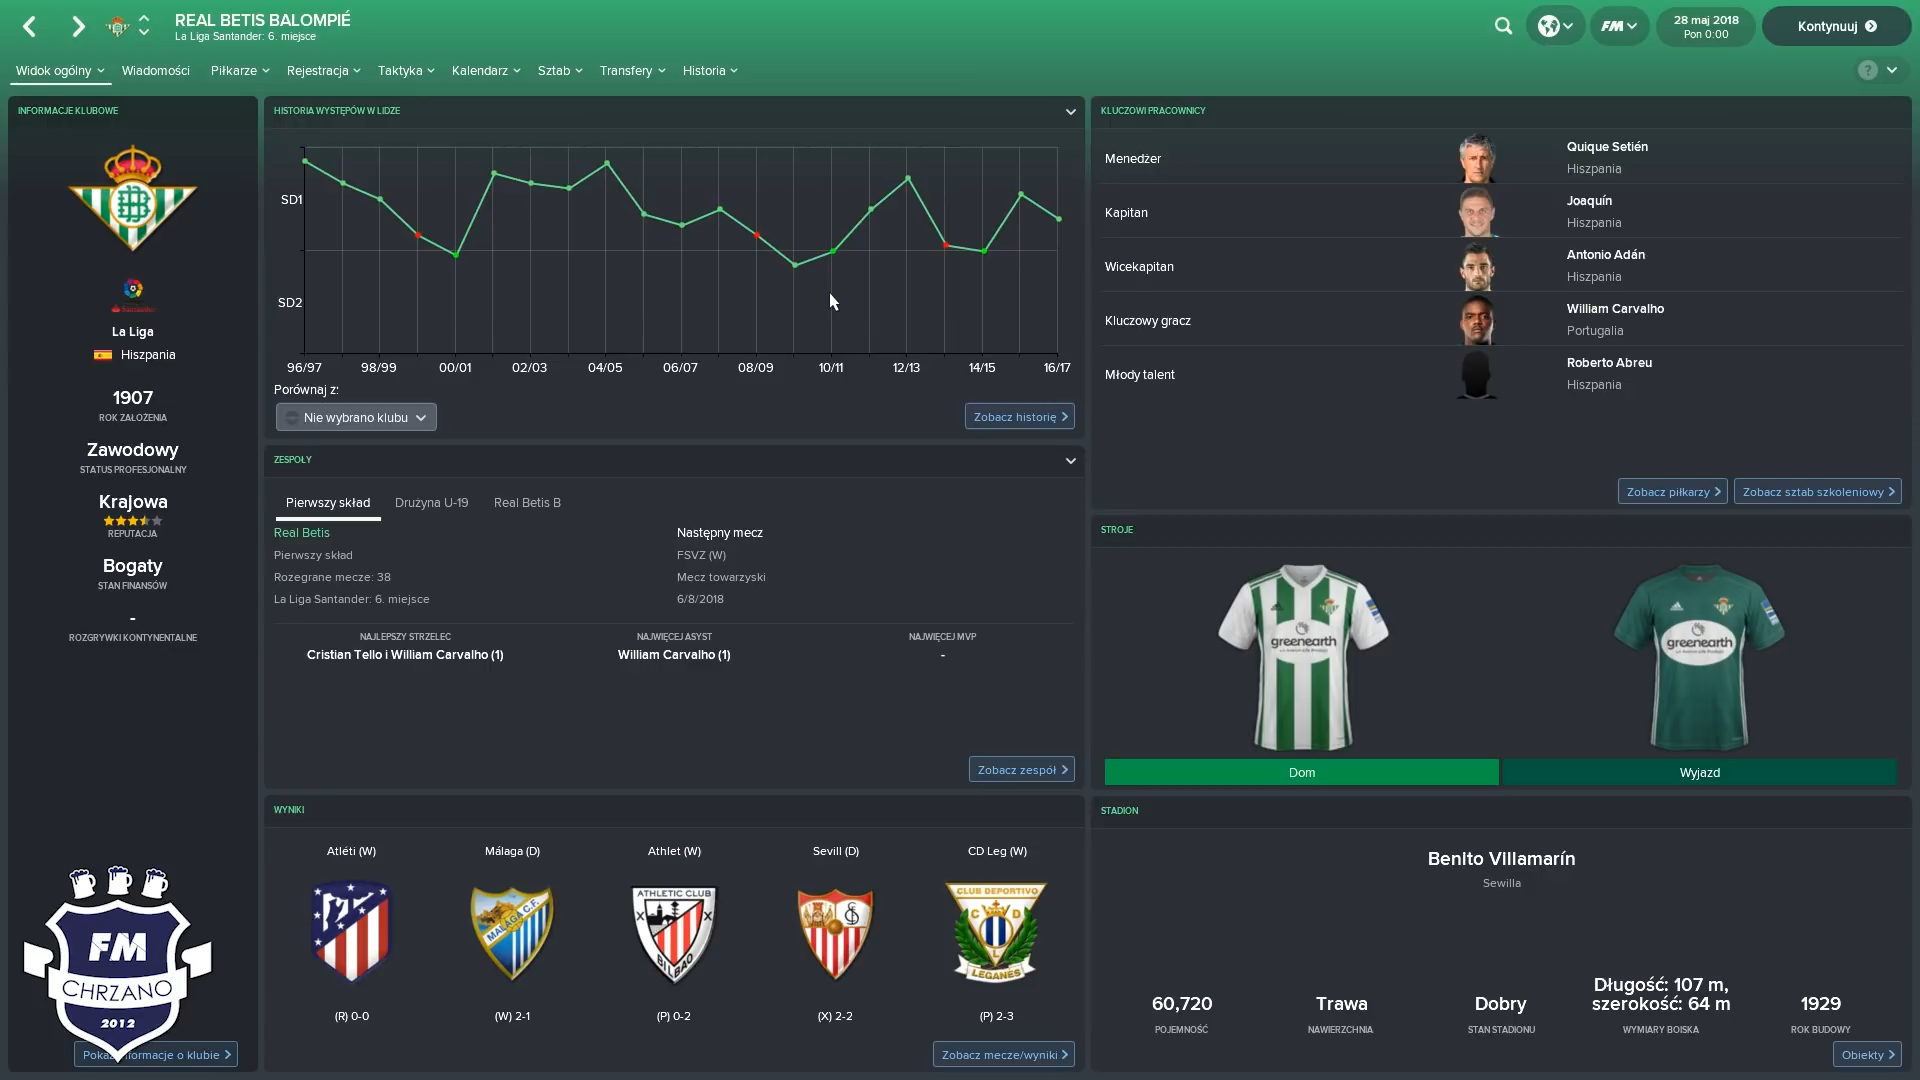 REAL BETIS BALOMPIÉ
La Liga Santander: 6. miejsce
FM
28 maj 2018
Pon 0:00
Kontynuuj
Widok ogólny
Wiadomości
Piłkarze
Rejestracja
Taktyka
Kalendarz
Sztab
Transfery
Historia
?
INFORMACJE KLUBOWE
La Liga
Hiszpania
1907
ROK ZAŁOŻENIA
Zawodowy
STATUS PROFESJONALNY
Krajowa
REPUTACJA
Bogaty
STAN FINANSÓW
-
ROZGRYWKI KONTYNENTALNE
FM
CHRZANO
2012
HISTORIA WYSTĘPÓW W LIDZE
SD1
SD2
96/97 98/99 00/01 02/03 04/05 06/07 08/09 10/11 12/13 14/15 16/17
Porównaj z:
Nie wybrano klubu
Zobacz historię
ZESPOŁY
Pierwszy skład
Drużyna U-19
Real Betis B
Real Betis
Pierwszy skład
Rozegrane mecze: 38
La Liga Santander: 6. miejsce
Następny mecz
FSVZ (W)
Mecz towarzyski
6/8/2018
NAJLEPSZY STRZELEC
Cristian Tello i William Carvalho (1)
NAJWIĘCEJ ASYST
William Carvalho (1)
NAJWIĘCEJ MVP
-
Zobacz zespół
WYNIKI
Atléti (W)
Málaga (D)
Athlet (W)
Sevill (D)
CD Leg (W)
MALAGA C.F.
ATHLETIC CLUB
BILBAO
CLUB DEPORTIVO
C D
L
LEGANES
(R) 0-0
(W) 2-1
(P) 0-2
(X) 2-2
(P) 2-3
Zobacz mecze/wyniki
KLUCZOWI PRACOWNICY
Menedżer
Quique Setién
Hiszpania
Kapitan
Joaquín
Hiszpania
Wicekapitan
Antonio Adán
Hiszpania
Kluczowy gracz
William Carvalho
Portugalia
Młody talent
Roberto Abreu
Hiszpania
Zobacz piłkarzy
Zobacz sztab szkoleniowy
STROJE
greenearth
greenearth
Dom
Wyjazd
STADION
Benito Villamarín
Sewilla
60,720
POJEMNOŚĆ
Trawa
NAWIERZCHNIA
Dobry
STAN STADIONU
Długość: 107 m,
szerokość: 64 m
WYMIARY BOISKA
1929
ROK BUDOWY
Obiekty